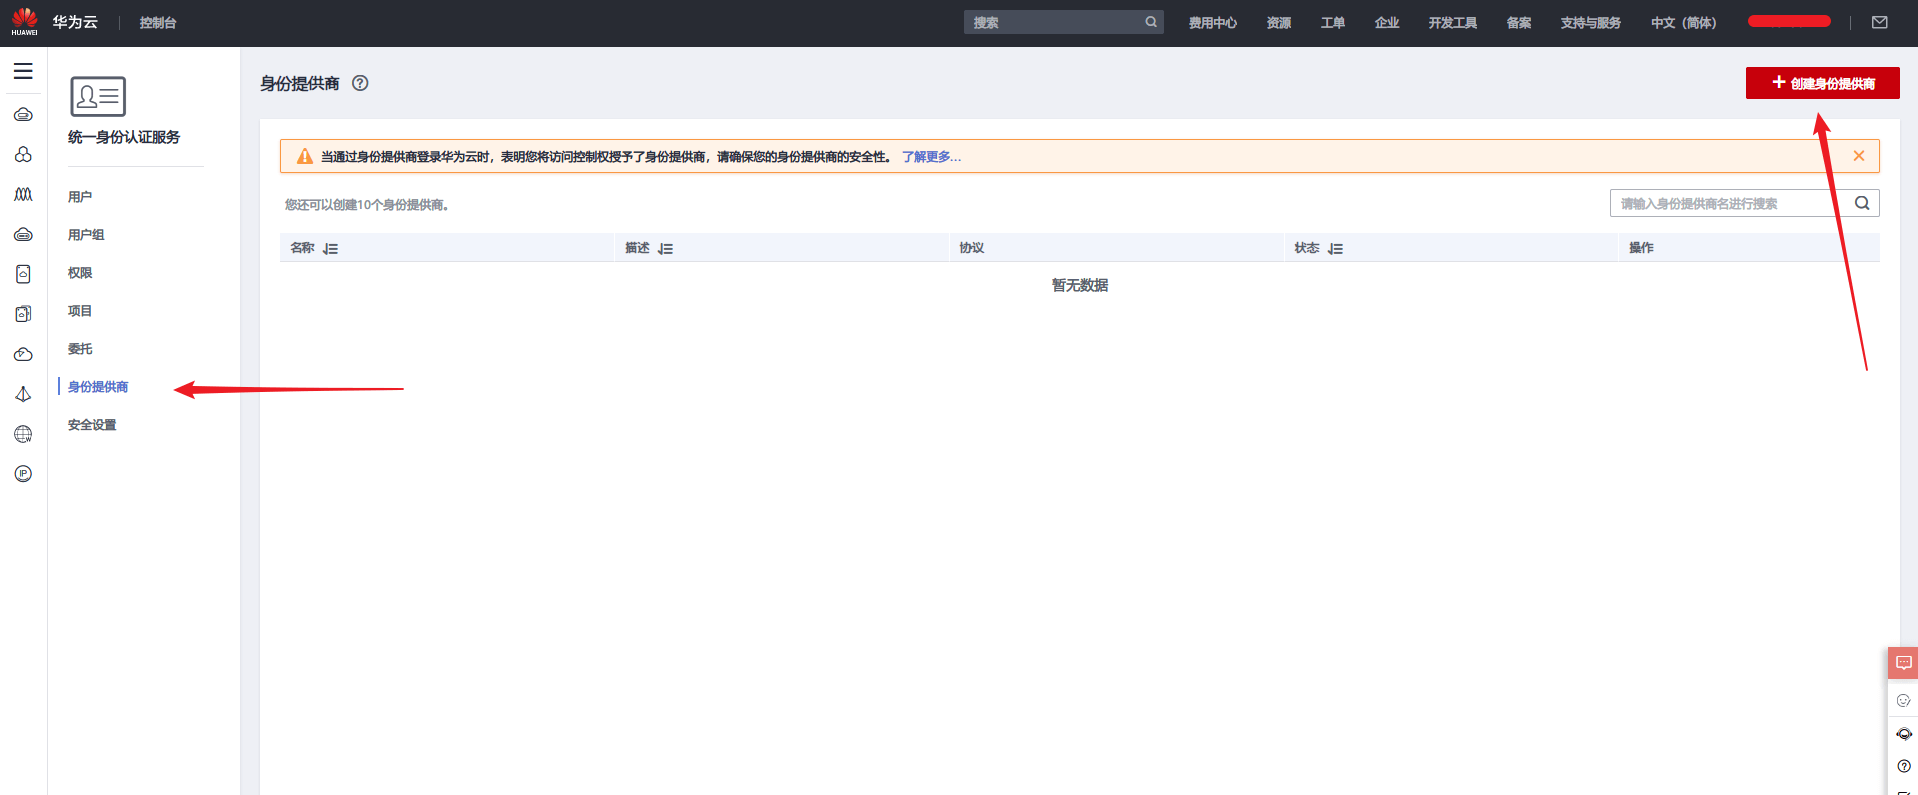 HUAWEI
华为云
控制台
搜索
费用中心
资源
工单
企业
开发工具
备案
支持与服务
中文（简体）
统一身份认证服务
用户
用户组
权限
项目
委托
身份提供商
安全设置
身份提供商
创建身份提供商
当通过身份提供商登录华为云时，表明您将访问控制权授予了身份提供商，请确保您的身份提供商的安全性。 了解更多...
您还可以创建10个身份提供商。
请输入身份提供商名进行搜索
名称 描述 协议 状态 操作
暂无数据
IP